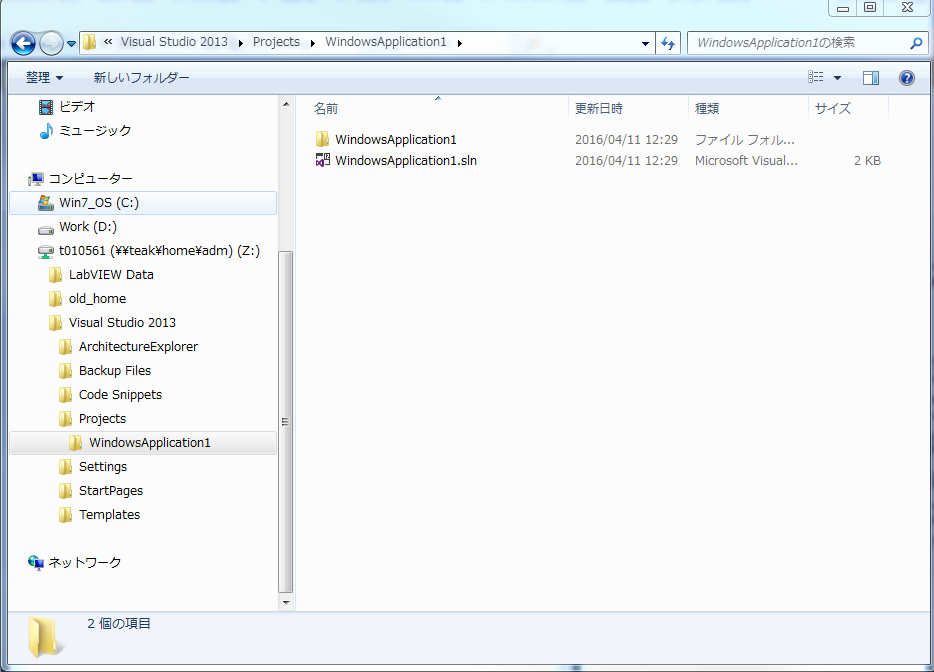 « Visual Studio 2013 ▸ Projects ▸ WindowsApplication1 ▸
WindowsApplication1の検索
整理 新しいフォルダー
ビデオ
ミュージック
コンピューター
Win7_OS (C:)
Work (D:)
t010561 (¥¥teak¥home¥adm) (Z:)
LabVIEW Data
old_home
Visual Studio 2013
ArchitectureExplorer
Backup Files
Code Snippets
Projects
WindowsApplication1
Settings
StartPages
Templates
ネットワーク
名前 更新日時 種類 サイズ
WindowsApplication1 2016/04/11 12:29 ファイル フォル...
WindowsApplication1.sln 2016/04/11 12:29 Microsoft Visual... 2 KB
2 個の項目